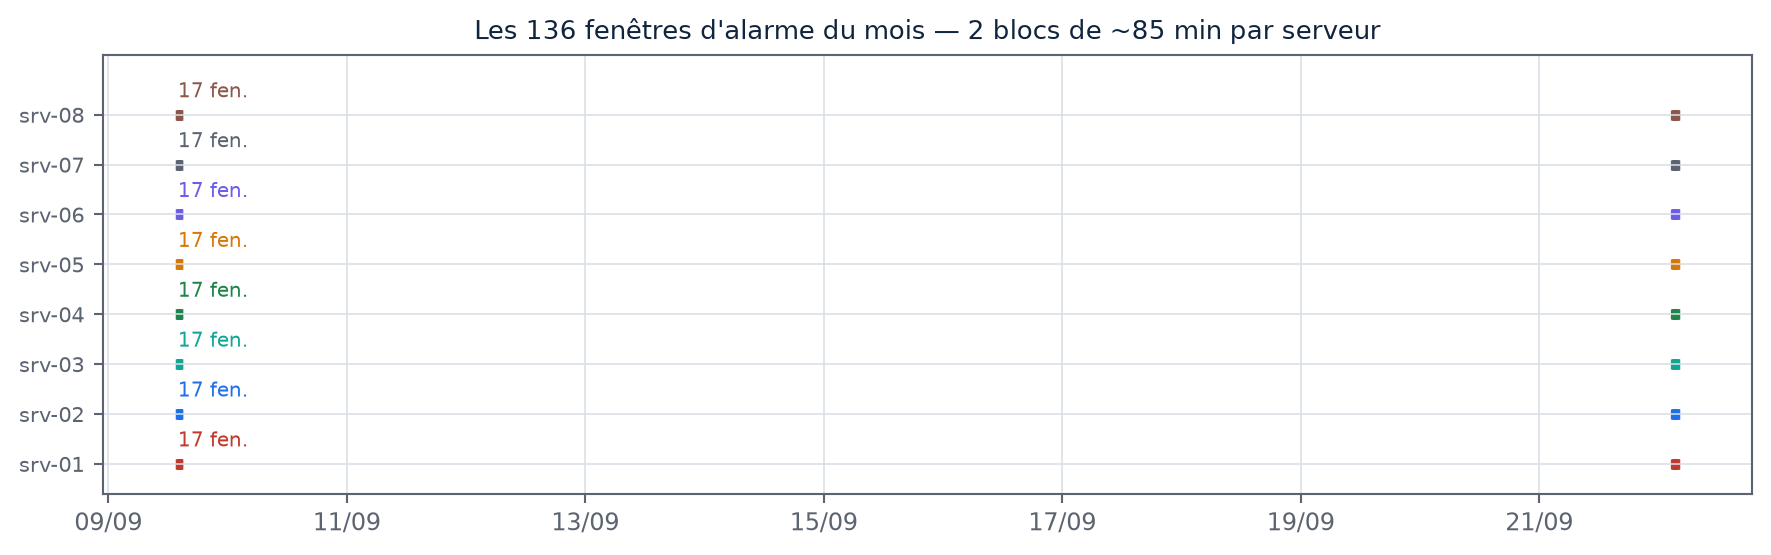 Les 136 fenêtres d'alarme du mois — 2 blocs de ~85 min par serveur
17 fen.
srv-08
17 fen.
srv-07
17 fen.
srv-06
17 fen.
srv-05
17 fen.
srv-04
17 fen.
srv-03
17 fen.
srv-02
17 fen.
srv-01
09/09 11/09 13/09 15/09 17/09 19/09 21/09